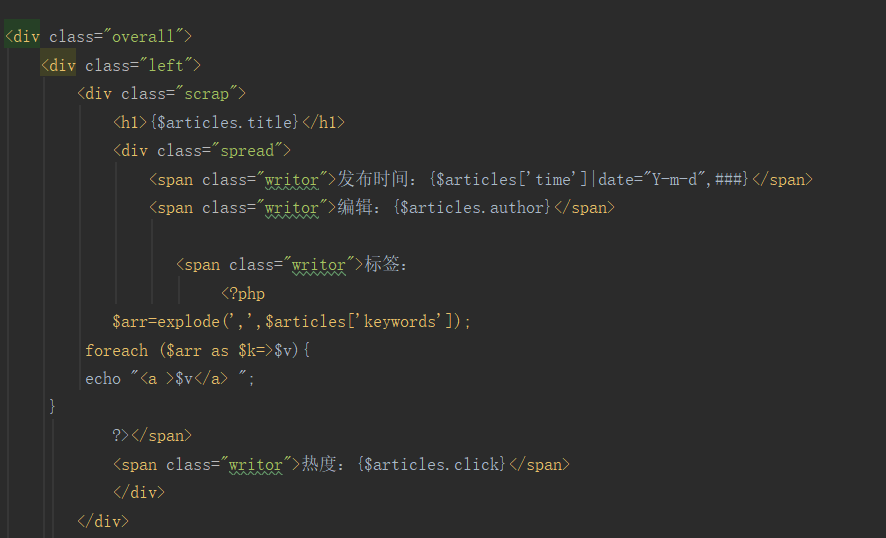 <div class="overall">
<div class="left">
<div class="scrap">
<h1>{$articles.title}</h1>
<div class="spread">
<span class="writor">发布时间：{$articles['time']|date="Y-m-d",###}</span>
<span class="writor">编辑：{$articles.author}</span>
<span class="writor">标签：
<?php
$arr=explode(',',$articles['keywords']);
foreach ($arr as $k=>$v){
echo "<a >$v</a> ";
}
?></span>
<span class="writor">热度：{$articles.click}</span>
</div>
</div>